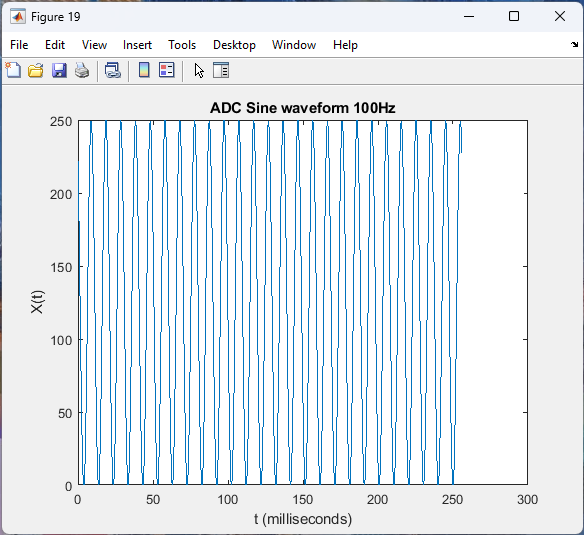 Figure 19
File Edit View Insert Tools Desktop Window Help
ADC Sine waveform 100Hz
250
200
150
100
50
0
X(t)
0 50 100 150 200 250 300
t (milliseconds)